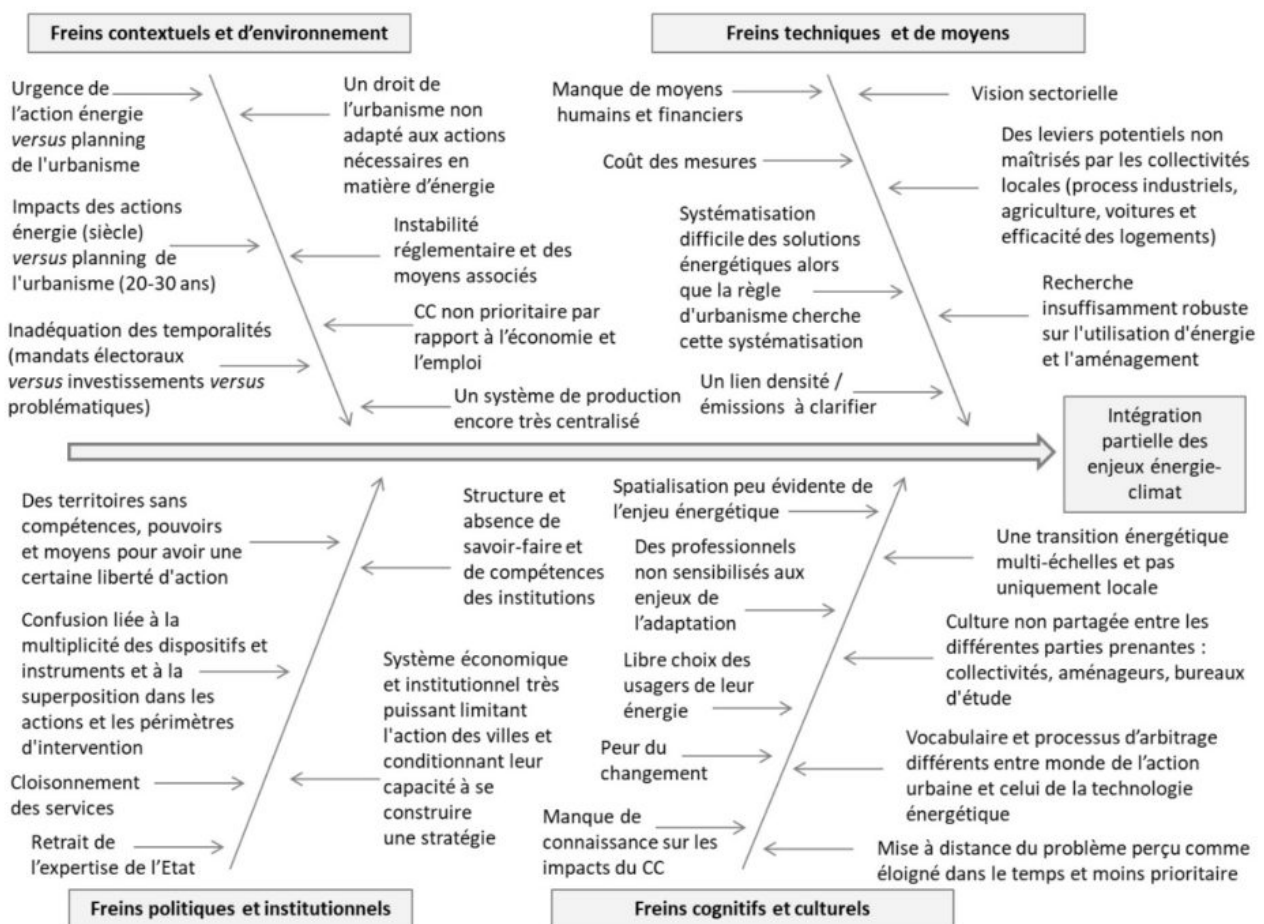 Freins contextuels et d'environnement
Freins techniques et de moyens
Urgence de
l'action énergie
versus planning
de l'urbanisme
Impacts des actions
énergie (siècle)
versus planning de
l'urbanisme (20-30 ans)
Inadéquation des temporalités
(mandats électoraux
versus investissements versus
problématiques)
Un droit de
l'urbanisme non
adapté aux actions
nécessaires en
matière d'énergie
Instabilité
réglementaire et des
moyens associés
CC non prioritaire par
rapport à l'économie et
l'emploi
Un système de production
encore très centralisé
Manque de moyens
humains et financiers
Coût des mesures
Systématisation
difficile des solutions
énergétiques alors
que la règle
d'urbanisme cherche
cette systématisation
Un lien densité /
émissions à clarifier
Vision sectorielle
Des leviers potentiels non
maîtrisés par les collectivités
locales (process industriels,
agriculture, voitures et
efficacité des logements)
Recherche
insuffisamment robuste
sur l'utilisation d'énergie
et l'aménagement
Intégration
partielle des
enjeux énergie-
climat
Des territoires sans
compétences, pouvoirs
et moyens pour avoir une
certaine liberté d'action
Confusion liée à la
multiplicité des dispositifs et
instruments et à la
superposition dans les
actions et les périmètres
d'intervention
Cloisonnement
des services
Retrait de
l'expertise de l'Etat
Structure et
absence de
savoir-faire et
de compétences
des institutions
Système économique
et institutionnel très
puissant limitant
l'action des villes et
conditionnant leur
capacité à se
construire
une stratégie
Spatialisation peu évidente de
l'enjeu énergétique
Des professionnels
non sensibilisés aux
enjeux de
l'adaptation
Libre choix des
usagers de leur
énergie
Peur du
changement
Manque de
connaissance sur les
impacts du CC
Une transition énergétique
multi-échelles et pas
uniquement locale
Culture non partagée entre les
différentes parties prenantes :
collectivités, aménageurs, bureaux
d'étude
Vocabulaire et processus d'arbitrage
différents entre monde de l'action
urbaine et celui de la technologie
énergétique
Mise à distance du problème perçu comme
éloigné dans le temps et moins prioritaire
Freins politiques et institutionnels
Freins cognitifs et culturels